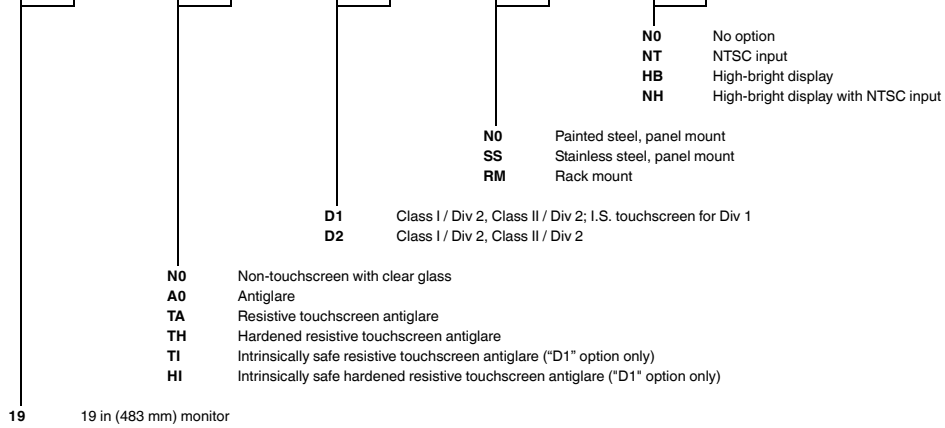 N0 No option
NT NTSC input
HB High-bright display
NH High-bright display with NTSC input
N0 Painted steel, panel mount
SS Stainless steel, panel mount
RM Rack mount
D1 Class I / Div 2, Class II / Div 2; I.S. touchscreen for Div 1
D2 Class I / Div 2, Class II / Div 2
N0 Non-touchscreen with clear glass
A0 Antiglare
TA Resistive touchscreen antiglare
TH Hardened resistive touchscreen antiglare
TI Intrinsically safe resistive touchscreen antiglare (“D1” option only)
HI Intrinsically safe hardened resistive touchscreen antiglare ("D1" option only)
19 19 in (483 mm) monitor